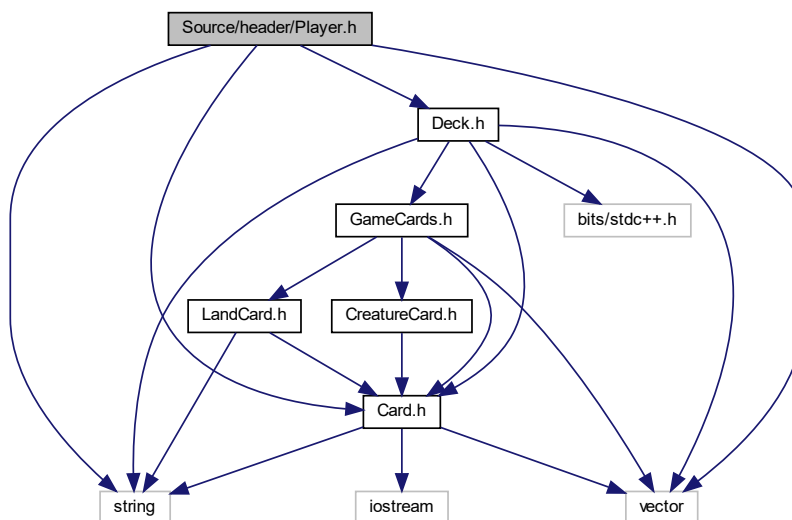 Source/header/Player.h
Deck.h
GameCards.h
bits/stdc++.h
LandCard.h
CreatureCard.h
Card.h
string
iostream
vector